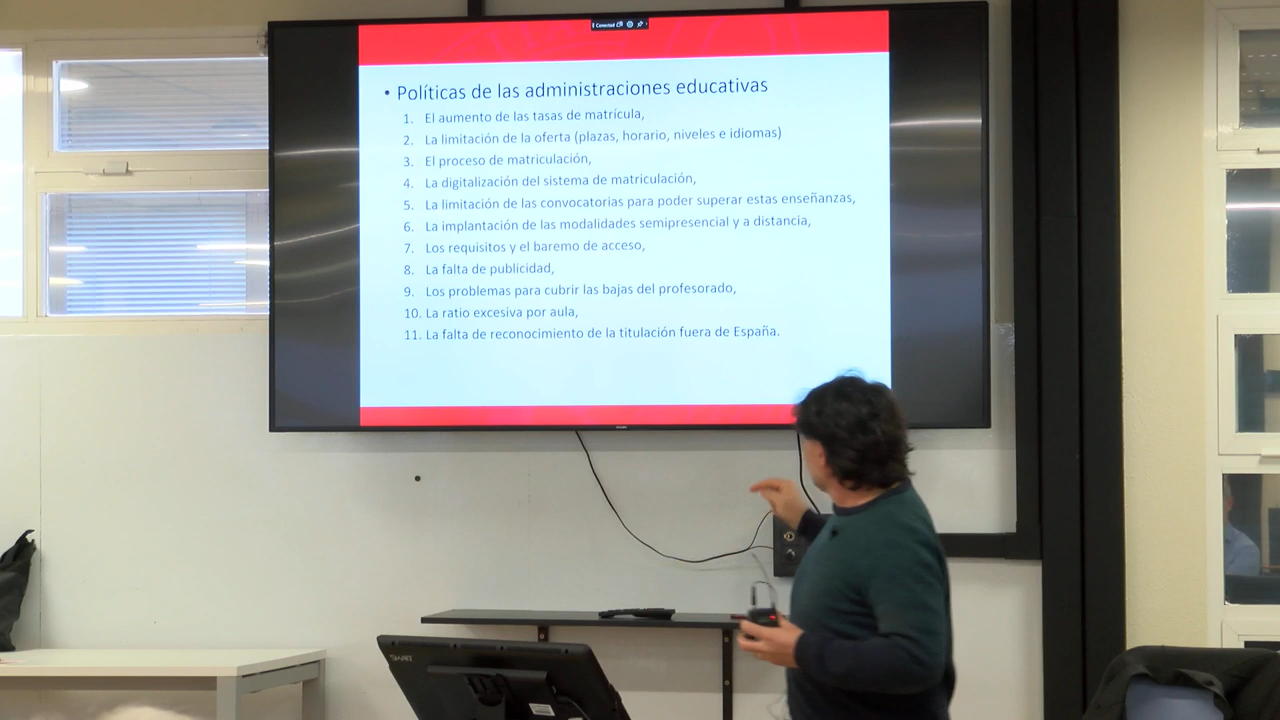 Conectad
• Políticas de las administraciones educativas
1. El aumento de las tasas de matrícula,
2. La limitación de la oferta (plazas, horario, niveles e idiomas)
3. El proceso de matriculación,
4. La digitalización del sistema de matriculación,
5. La limitación de las convocatorias para poder superar estas enseñanzas,
6. La implantación de las modalidades semipresencial y a distancia,
7. Los requisitos y el baremo de acceso,
8. La falta de publicidad,
9. Los problemas para cubrir las bajas del profesorado,
10. La ratio excesiva por aula,
11. La falta de reconocimiento de la titulación fuera de España.
SMART